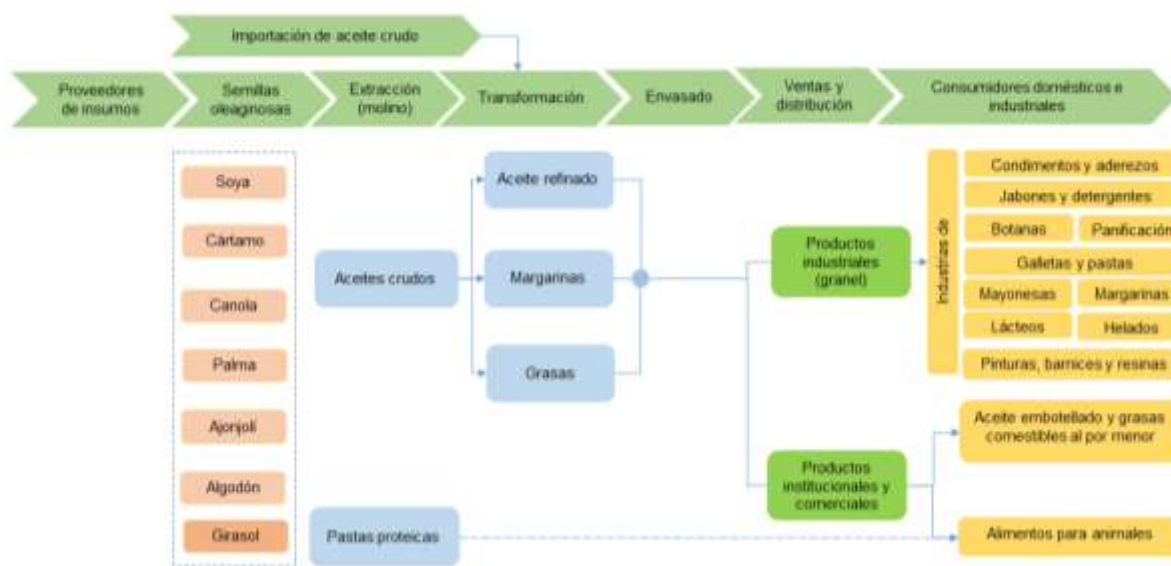 Importación de aceite crudo
Proveedores
de insumos
Semillas
oleaginosas
Extracción
(molino)
Transformación
Envasado
Ventas y
distribución
Consumidores domésticos e
industriales
Soya
Cártamo
Canola
Palma
Ajonjolí
Algodón
Girasol
Aceites crudos
Pastas proteicas
Aceite refinado
Margarinas
Grasas
Productos
industriales
(granel)
Productos
institucionales y
comerciales
Industrias de
Condimentos y aderezos
Jabones y detergentes
Botanas
Panificación
Galletas y pastas
Mayonesas
Margarinas
Lácteos
Helados
Pinturas, barnices y resinas
Aceite embotellado y grasas
comestibles al por menor
Alimentos para animales